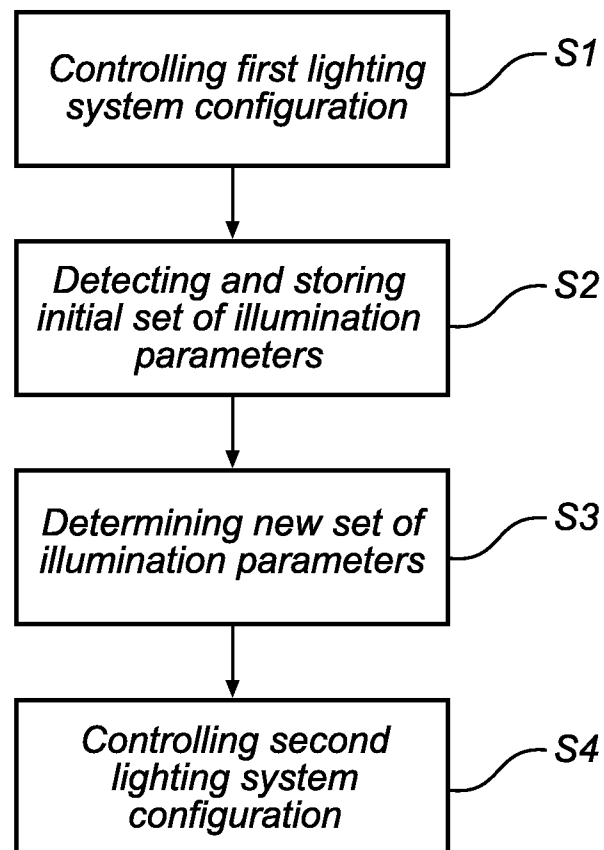 Controlling first lighting
system configuration
S1
Detecting and storing
initial set of illumination
parameters
S2
Determining new set of
illumination parameters
S3
Controlling second
lighting system
configuration
S4